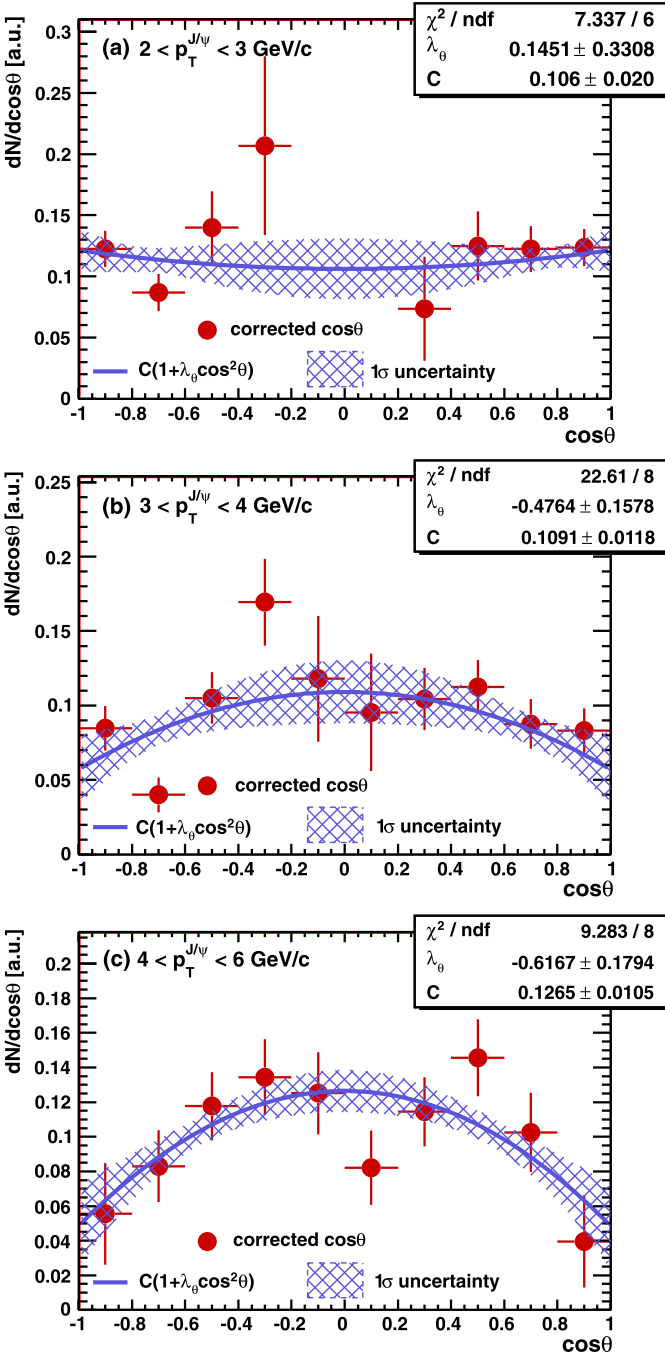 (a) 2 < p_T^{J/ψ} < 3 GeV/c
χ² / ndf 7.337 / 6
λ_θ 0.1451 ± 0.3308
C 0.106 ± 0.020
dN/dcosθ [a.u.]
0.3
0.25
0.2
0.15
0.1
0.05
0
corrected cosθ
C(1+λ_θcos²θ) 1σ uncertainty
-1 -0.8 -0.6 -0.4 -0.2 0 0.2 0.4 0.6 0.8 1
cosθ
(b) 3 < p_T^{J/ψ} < 4 GeV/c
χ² / ndf 22.61 / 8
λ_θ -0.4764 ± 0.1578
C 0.1091 ± 0.0118
dN/dcosθ [a.u.]
0.25
0.2
0.15
0.1
0.05
0
corrected cosθ
C(1+λ_θcos²θ) 1σ uncertainty
-1 -0.8 -0.6 -0.4 -0.2 0 0.2 0.4 0.6 0.8 1
cosθ
(c) 4 < p_T^{J/ψ} < 6 GeV/c
χ² / ndf 9.283 / 8
λ_θ -0.6167 ± 0.1794
C 0.1265 ± 0.0105
dN/dcosθ [a.u.]
0.2
0.18
0.16
0.14
0.12
0.1
0.08
0.06
0.04
0.02
0
corrected cosθ
C(1+λ_θcos²θ) 1σ uncertainty
-1 -0.8 -0.6 -0.4 -0.2 0 0.2 0.4 0.6 0.8 1
cosθ